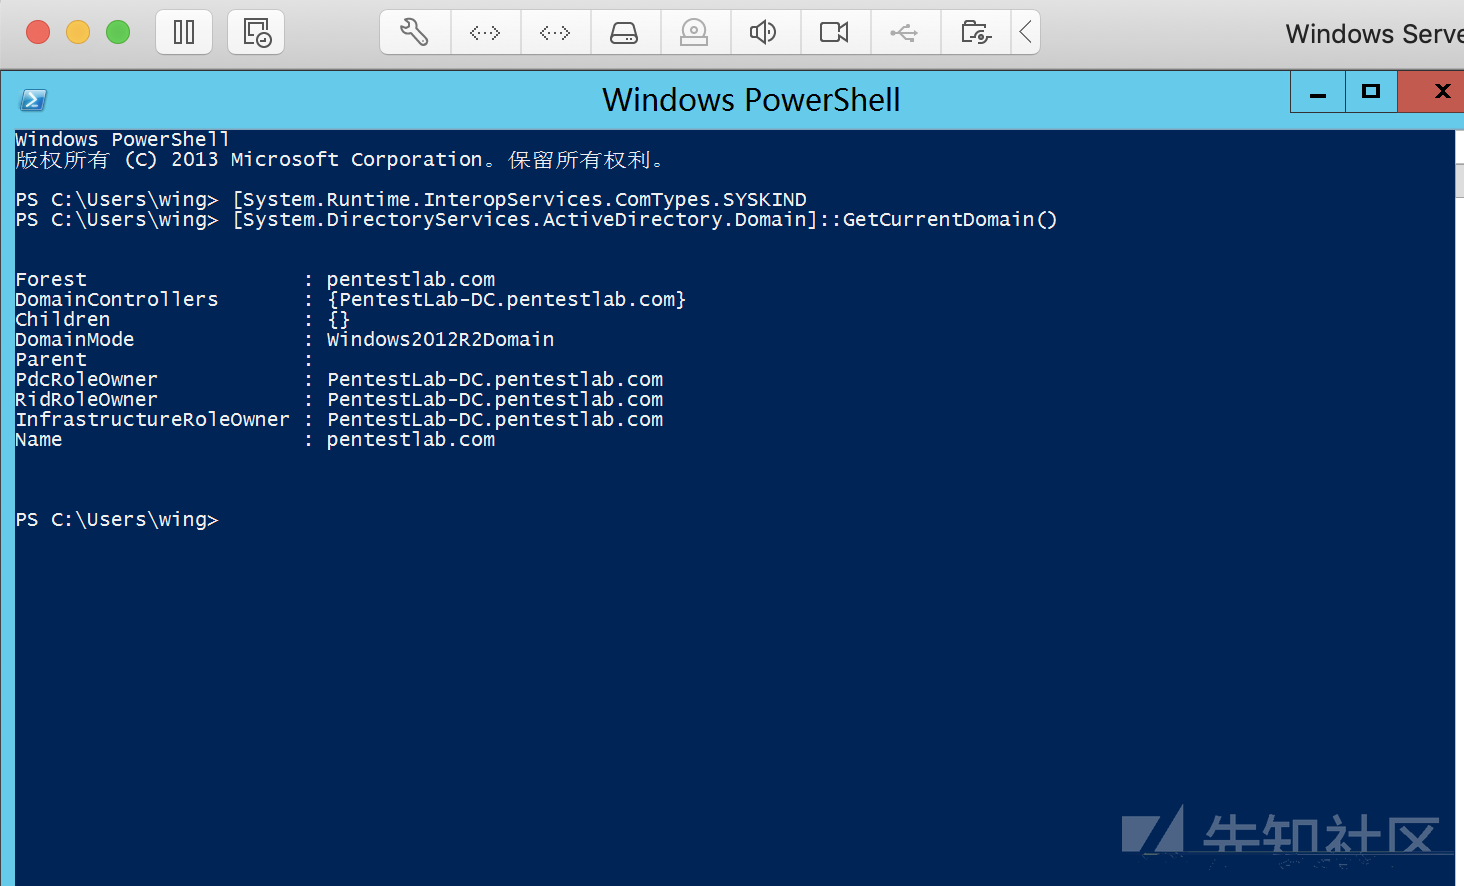 Windows Serve
Windows PowerShell
Windows PowerShell
版权所有 (C) 2013 Microsoft Corporation。保留所有权利。
PS C:\Users\wing> [System.Runtime.InteropServices.ComTypes.SYSKIND
PS C:\Users\wing> [System.DirectoryServices.ActiveDirectory.Domain]::GetCurrentDomain()
Forest                  : pentestlab.com
DomainControllers       : {PentestLab-DC.pentestlab.com}
Children                : {}
DomainMode              : Windows2012R2Domain
Parent                  :
PdcRoleOwner            : PentestLab-DC.pentestlab.com
RidRoleOwner            : PentestLab-DC.pentestlab.com
InfrastructureRoleOwner : PentestLab-DC.pentestlab.com
Name                    : pentestlab.com
PS C:\Users\wing>
先知社区